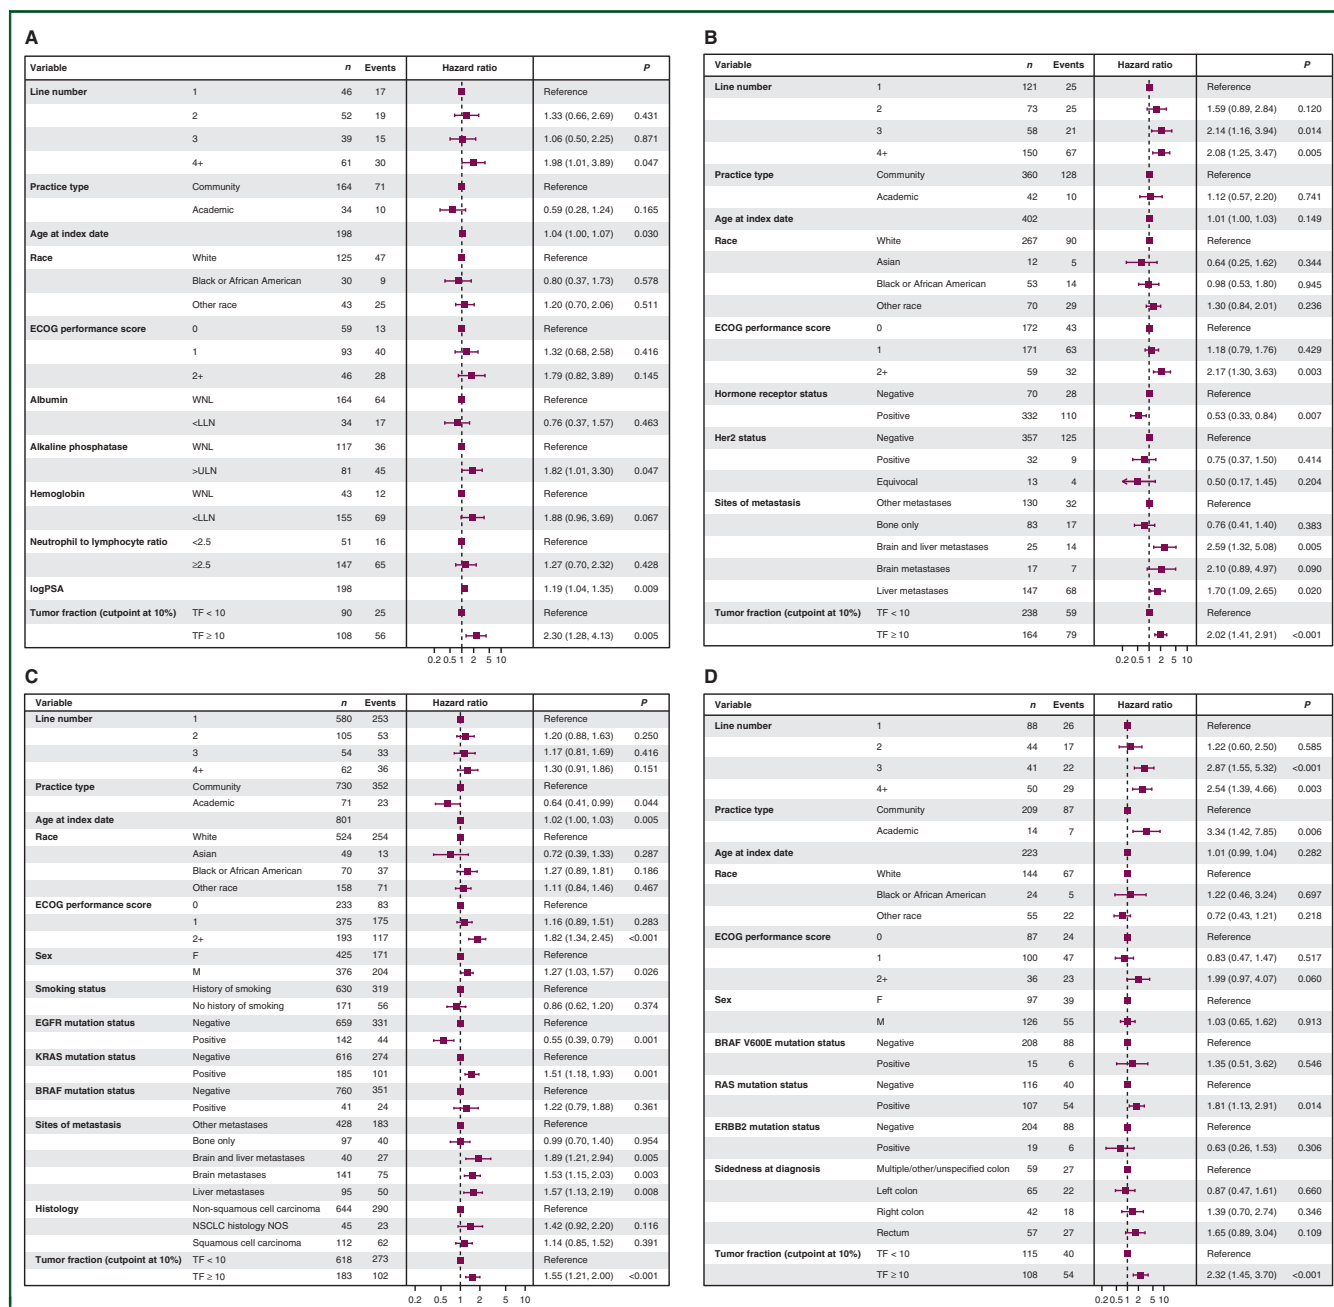 A
Variable n Events Hazard ratio P
Line number 1 46 17 Reference
2 52 19 1.33 (0.66, 2.69) 0.431
3 39 15 1.06 (0.50, 2.25) 0.871
4+ 61 30 1.98 (1.01, 3.89) 0.047
Practice type Community 164 71 Reference
Academic 34 10 0.59 (0.28, 1.24) 0.165
Age at index date 198 1.04 (1.00, 1.07) 0.030
Race White 125 47 Reference
Black or African American 30 9 0.80 (0.37, 1.73) 0.578
Other race 43 25 1.20 (0.70, 2.06) 0.511
ECOG performance score 0 59 13 Reference
1 93 40 1.32 (0.68, 2.58) 0.416
2+ 46 28 1.79 (0.82, 3.89) 0.145
Albumin WNL 164 64 Reference
<LLN 34 17 0.76 (0.37, 1.57) 0.463
Alkaline phosphatase WNL 117 36 Reference
>ULN 81 45 1.82 (1.01, 3.30) 0.047
Hemoglobin WNL 43 12 Reference
<LLN 155 69 1.88 (0.96, 3.69) 0.067
Neutrophil to lymphocyte ratio <2.5 51 16 Reference
≥2.5 147 65 1.27 (0.70, 2.32) 0.428
logPSA 198 1.19 (1.04, 1.35) 0.009
Tumor fraction (cutpoint at 10%) TF < 10 90 25 Reference
TF ≥ 10 108 56 2.30 (1.28, 4.13) 0.005
0.2 0.5 1 2 5 10
B
Variable n Events Hazard ratio P
Line number 1 121 25 Reference
2 73 25 1.59 (0.89, 2.84) 0.120
3 58 21 2.14 (1.16, 3.94) 0.014
4+ 150 67 2.08 (1.25, 3.47) 0.005
Practice type Community 360 128 Reference
Academic 42 10 1.12 (0.57, 2.20) 0.741
Age at index date 402 1.01 (1.00, 1.03) 0.149
Race White 267 90 Reference
Asian 12 5 0.64 (0.25, 1.62) 0.344
Black or African American 53 14 0.98 (0.53, 1.80) 0.945
Other race 70 29 1.30 (0.84, 2.01) 0.236
ECOG performance score 0 172 43 Reference
1 171 63 1.18 (0.79, 1.76) 0.429
2+ 59 32 2.17 (1.30, 3.63) 0.003
Hormone receptor status Negative 70 28 Reference
Positive 332 110 0.53 (0.33, 0.84) 0.007
Her2 status Negative 357 125 Reference
Positive 32 9 0.75 (0.37, 1.50) 0.414
Equivocal 13 4 0.50 (0.17, 1.45) 0.204
Sites of metastasis Other metastases 130 32 Reference
Bone only 83 17 0.76 (0.41, 1.40) 0.383
Brain and liver metastases 25 14 2.59 (1.32, 5.08) 0.005
Brain metastases 17 7 2.10 (0.89, 4.97) 0.090
Liver metastases 147 68 1.70 (1.09, 2.65) 0.020
Tumor fraction (cutpoint at 10%) TF < 10 238 59 Reference
TF ≥ 10 164 79 2.02 (1.41, 2.91) <0.001
0.2 0.5 1 2 5 10
C
Variable n Events Hazard ratio P
Line number 1 580 253 Reference
2 105 53 1.20 (0.88, 1.63) 0.250
3 54 33 1.17 (0.81, 1.69) 0.416
4+ 62 36 1.30 (0.91, 1.86) 0.151
Practice type Community 730 352 Reference
Academic 71 23 0.64 (0.41, 0.99) 0.044
Age at index date 801 1.02 (1.00, 1.03) 0.005
Race White 524 254 Reference
Asian 49 13 0.72 (0.39, 1.33) 0.287
Black or African American 70 37 1.27 (0.89, 1.81) 0.186
Other race 158 71 1.11 (0.84, 1.46) 0.467
ECOG performance score 0 233 83 Reference
1 375 175 1.16 (0.89, 1.51) 0.283
2+ 193 117 1.82 (1.34, 2.45) <0.001
Sex F 425 171 Reference
M 376 204 1.27 (1.03, 1.57) 0.026
Smoking status History of smoking 630 319 Reference
No history of smoking 171 56 0.86 (0.62, 1.20) 0.374
EGFR mutation status Negative 659 331 Reference
Positive 142 44 0.55 (0.39, 0.79) 0.001
KRAS mutation status Negative 616 274 Reference
Positive 185 101 1.51 (1.18, 1.93) 0.001
BRAF mutation status Negative 760 351 Reference
Positive 41 24 1.22 (0.79, 1.88) 0.361
Sites of metastasis Other metastases 428 183 Reference
Bone only 97 40 0.99 (0.70, 1.40) 0.954
Brain and liver metastases 40 27 1.89 (1.21, 2.94) 0.005
Brain metastases 141 75 1.53 (1.15, 2.03) 0.003
Liver metastases 95 50 1.57 (1.13, 2.19) 0.008
Histology Non-squamous cell carcinoma 644 290 Reference
NSCLC histology NOS 45 23 1.42 (0.92, 2.20) 0.116
Squamous cell carcinoma 112 62 1.14 (0.85, 1.52) 0.391
Tumor fraction (cutpoint at 10%) TF < 10 618 273 Reference
TF ≥ 10 183 102 1.55 (1.21, 2.00) <0.001
0.2 0.5 1 2 5 10
D
Variable n Events Hazard ratio P
Line number 1 88 26 Reference
2 44 17 1.22 (0.60, 2.50) 0.585
3 41 22 2.87 (1.55, 5.32) <0.001
4+ 50 29 2.54 (1.39, 4.66) 0.003
Practice type Community 209 87 Reference
Academic 14 7 3.34 (1.42, 7.85) 0.006
Age at index date 223 1.01 (0.99, 1.04) 0.282
Race White 144 67 Reference
Black or African American 24 5 1.22 (0.46, 3.24) 0.697
Other race 55 22 0.72 (0.43, 1.21) 0.218
ECOG performance score 0 87 24 Reference
1 100 47 0.83 (0.47, 1.47) 0.517
2+ 36 23 1.99 (0.97, 4.07) 0.060
Sex F 97 39 Reference
M 126 55 1.03 (0.65, 1.62) 0.913
BRAF V600E mutation status Negative 208 88 Reference
Positive 15 6 1.35 (0.51, 3.62) 0.546
RAS mutation status Negative 116 40 Reference
Positive 107 54 1.81 (1.13, 2.91) 0.014
ERBB2 mutation status Negative 204 88 Reference
Positive 19 6 0.63 (0.26, 1.53) 0.306
Sidedness at diagnosis Multiple/other/unspecified colon 59 27 Reference
Left colon 65 22 0.87 (0.47, 1.61) 0.660
Right colon 42 18 1.39 (0.70, 2.74) 0.346
Rectum 57 27 1.65 (0.89, 3.04) 0.109
Tumor fraction (cutpoint at 10%) TF < 10 115 40 Reference
TF ≥ 10 108 54 2.32 (1.45, 3.70) <0.001
0.2 0.5 1 2 5 10